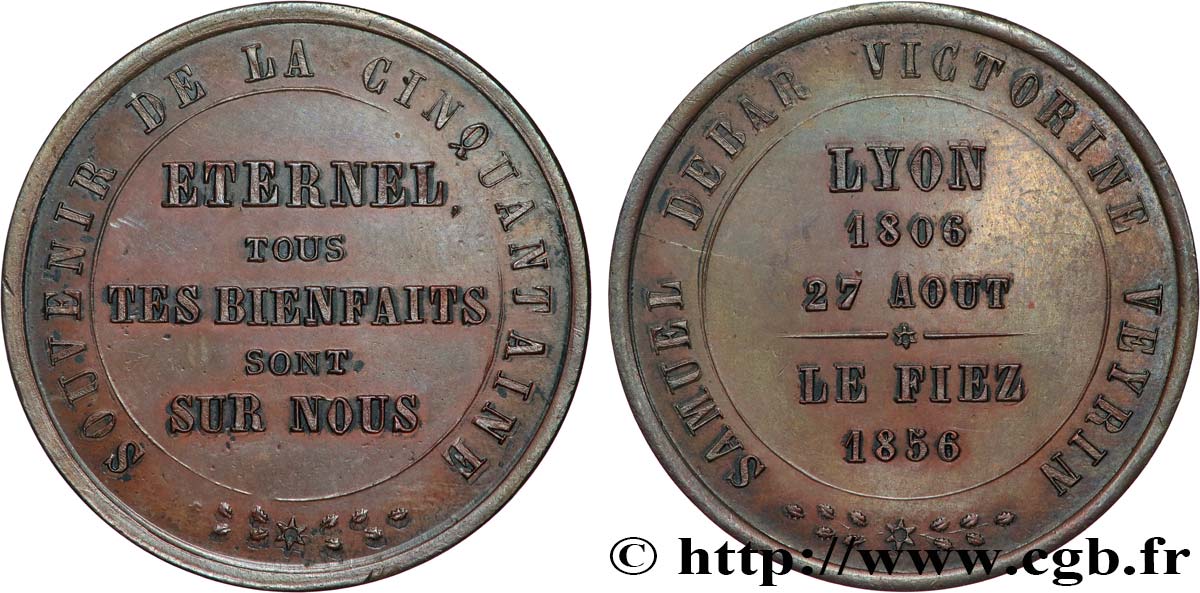 SOUVENIR DE LA CINQUANTAINE
ETERNEL
TOUS
TES BIENFAITS
SONT
SUR NOUS
SAMUEL DEBAR VICTORINE VEYRIN
LYON
1806
27 AOUT
LE FIEZ
1856
© http://www.cgb.fr